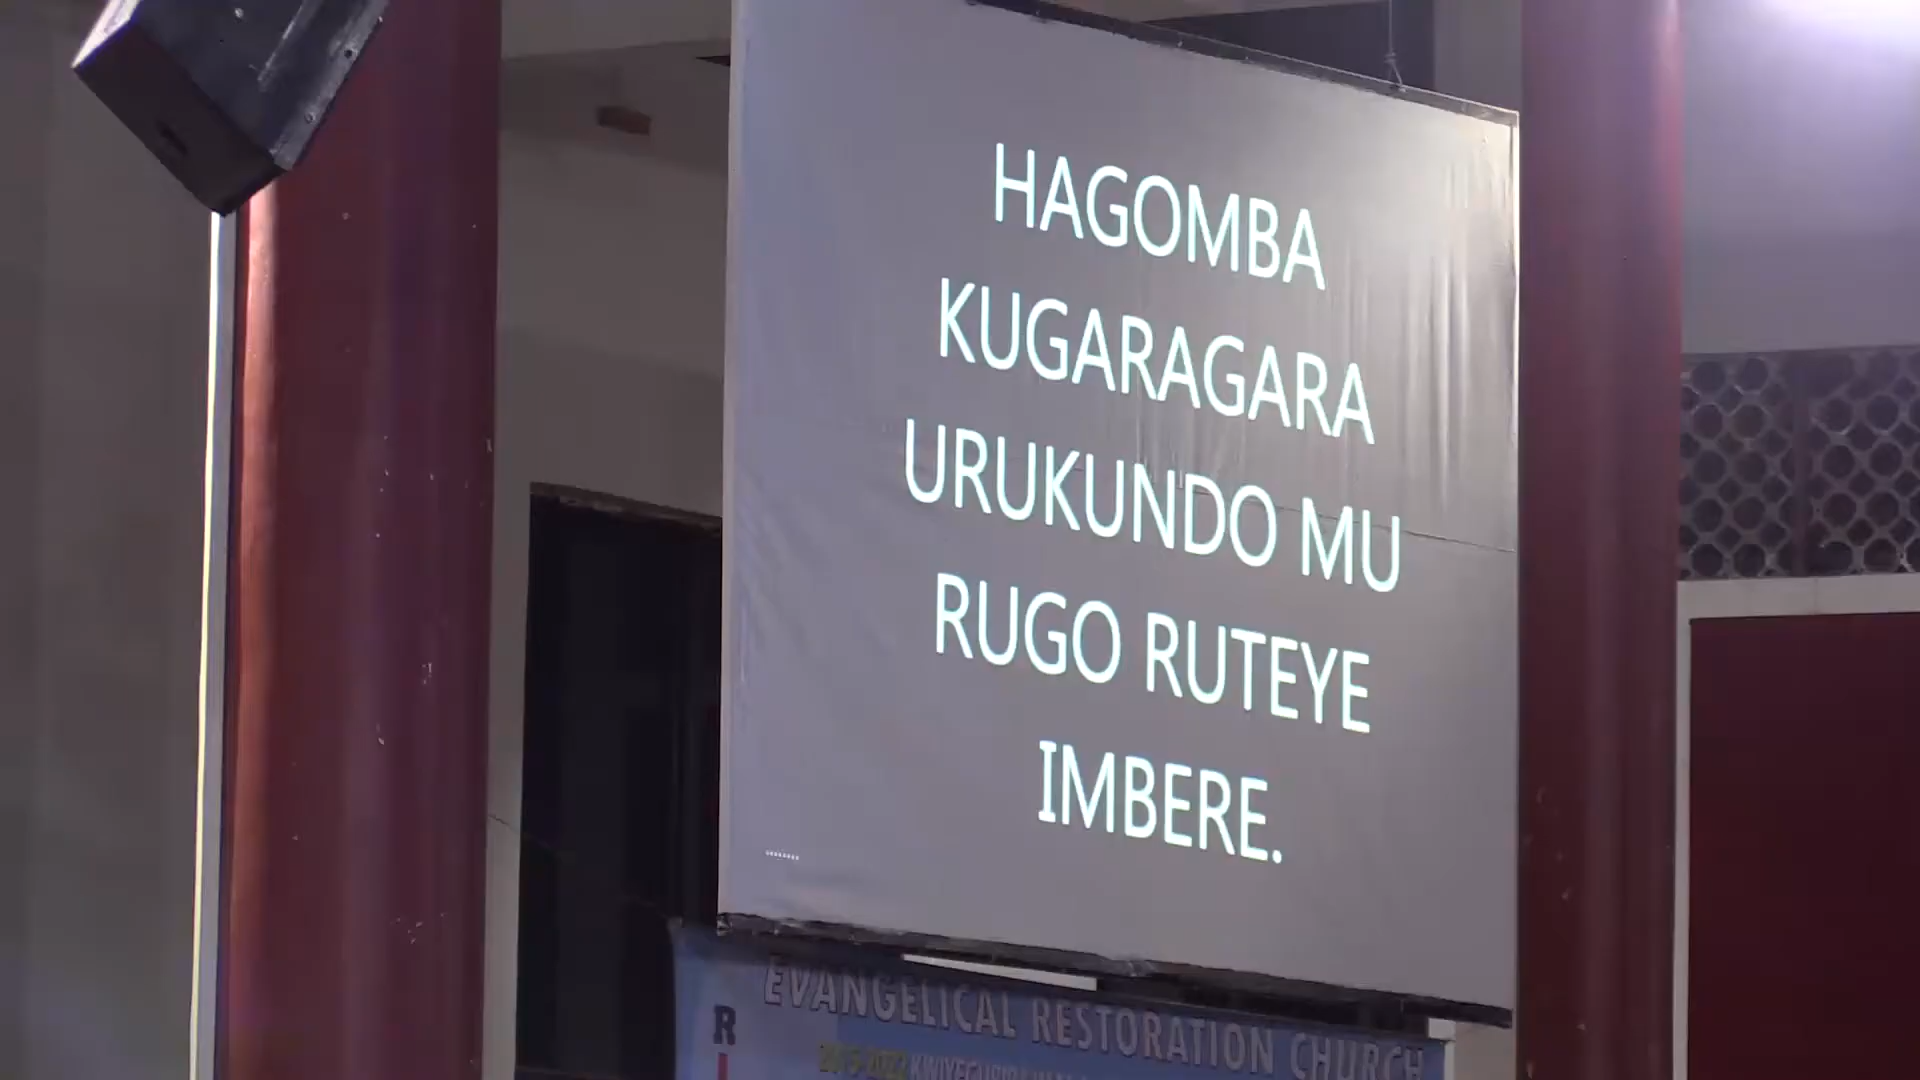 HAGOMBA
KUGARAGARA
URUKUNDO MU
RUGO RUTEYE
IMBERE.
EVANGELICAL RESTORATION CHURCH
R